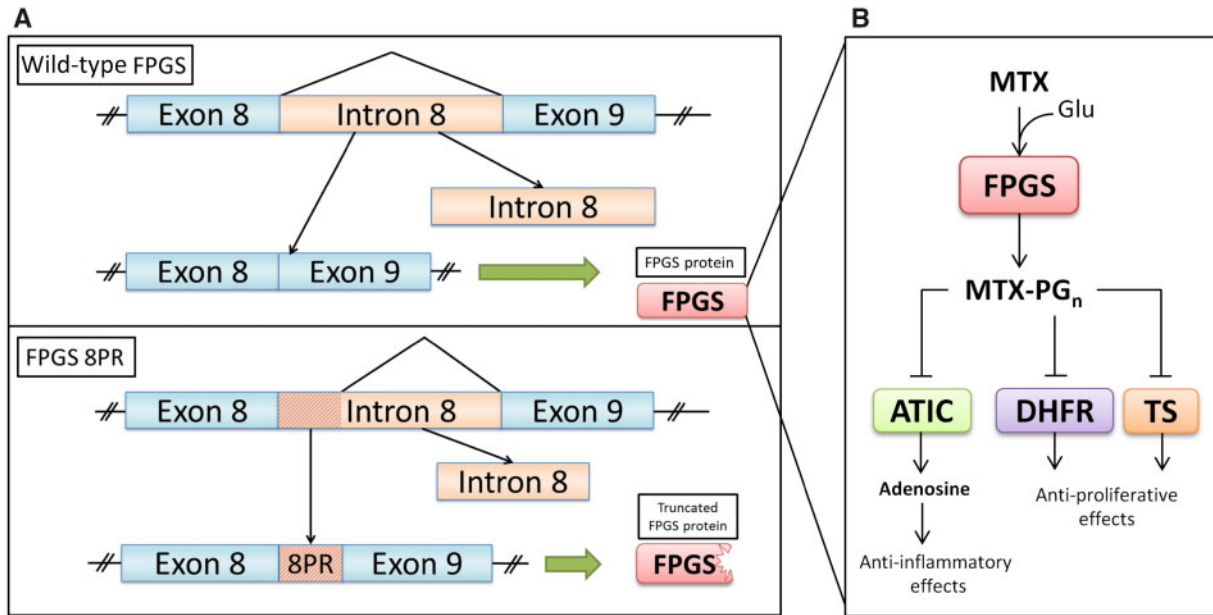 A
Wild-type FPGS
Exon 8
Intron 8
Exon 9
Intron 8
Exon 8
Exon 9
FPGS protein
FPGS
FPGS 8PR
Exon 8
Intron 8
Exon 9
Intron 8
Exon 8
8PR
Exon 9
Truncated
FPGS protein
FPGS
B
MTX
Glu
FPGS
MTX-PGn
ATIC
DHFR
TS
Adenosine
Anti-proliferative
effects
Anti-inflammatory
effects